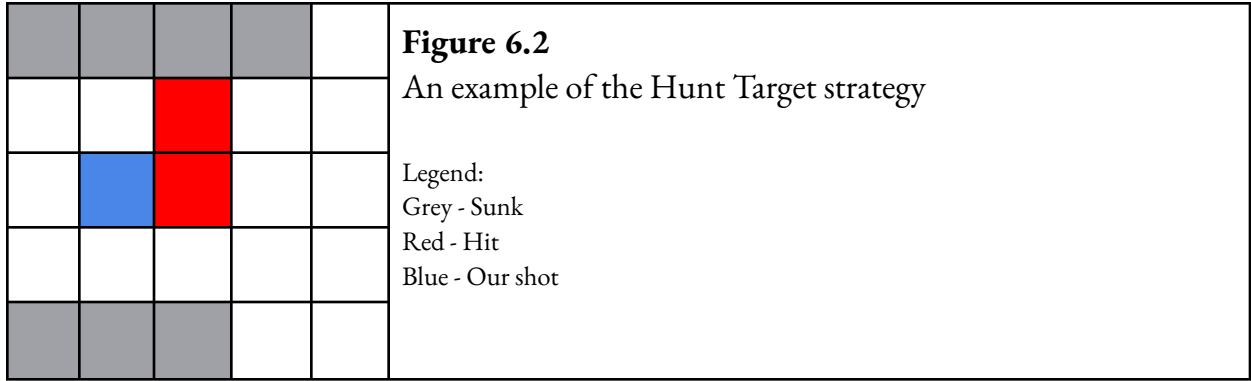 Figure 6.2
An example of the Hunt Target strategy
Legend:
Grey - Sunk
Red - Hit
Blue - Our shot